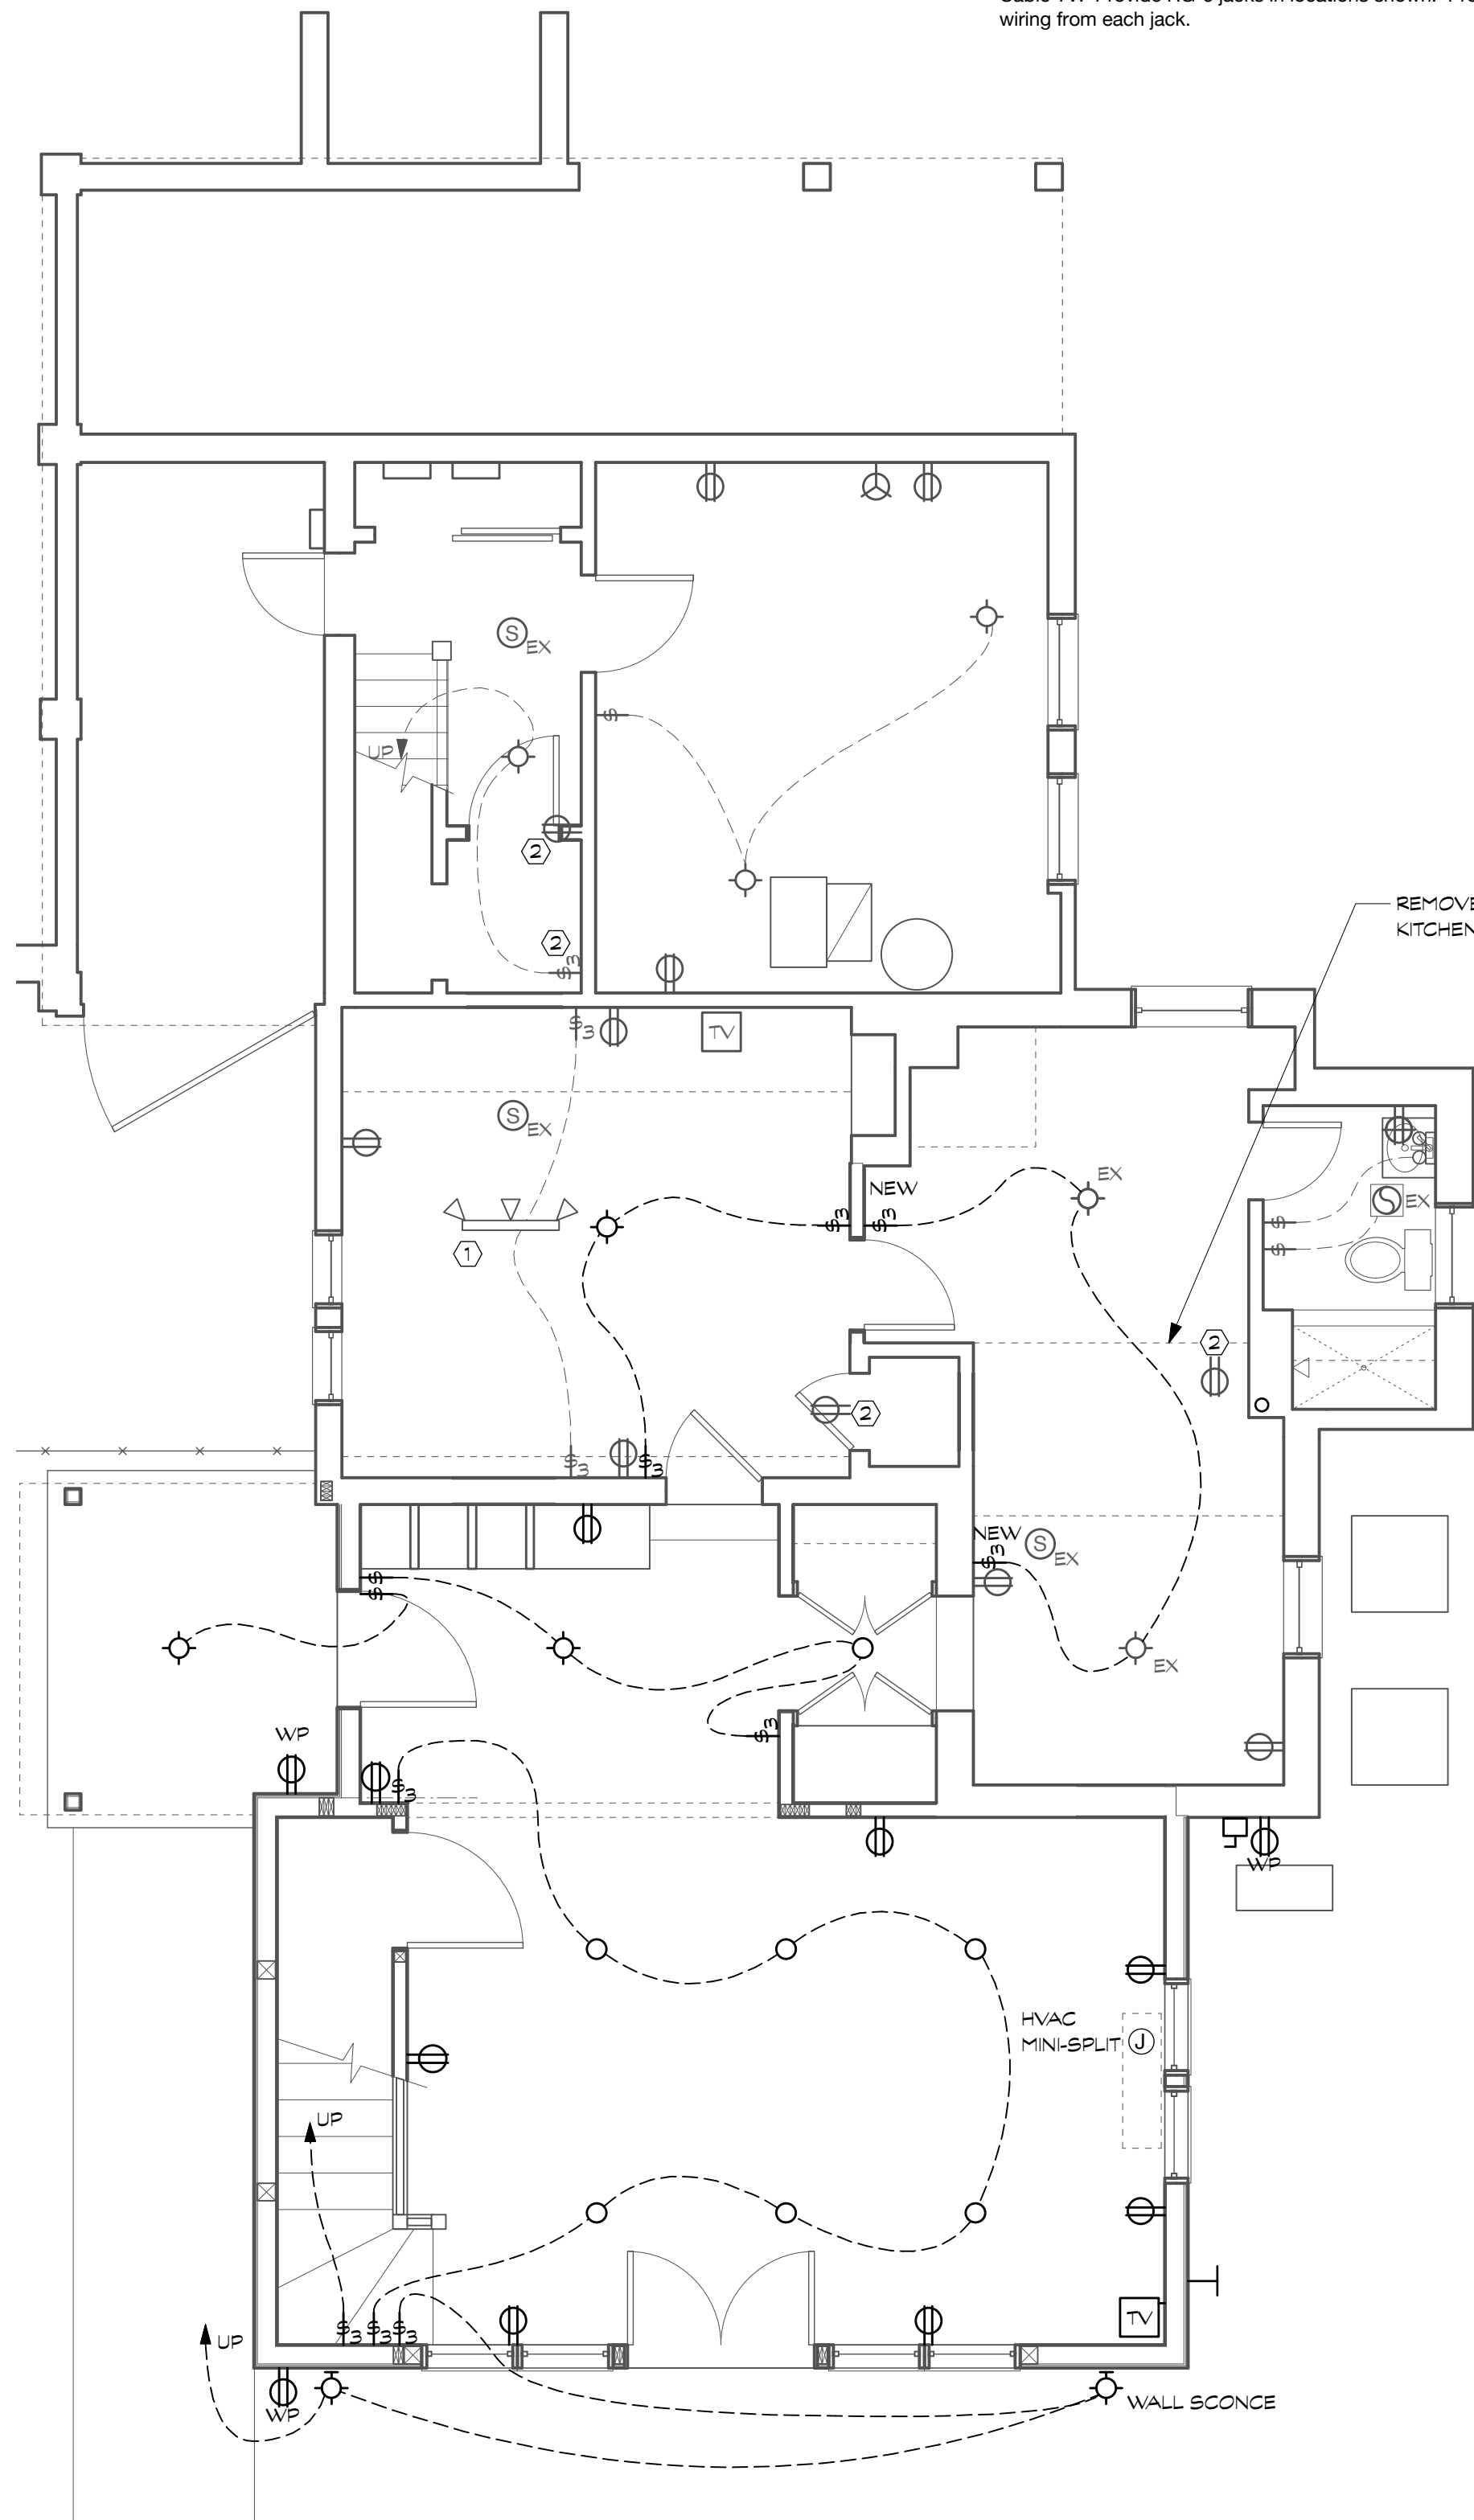 wiring from each jack.
S
EX
$
UP
2
2
$3
REMOVE
KITCHEN
$3
TV
S
EX
NEW
EX
$3
$3
EX
$
$
1
2
2
$3
$3
NEW
$3
S
EX
$
$
EX
WP
$3
$3
WP
HVAC
MINI-SPLIT
J
UP
TV
$3
$3
$3
UP
WP
WALL SCONCE